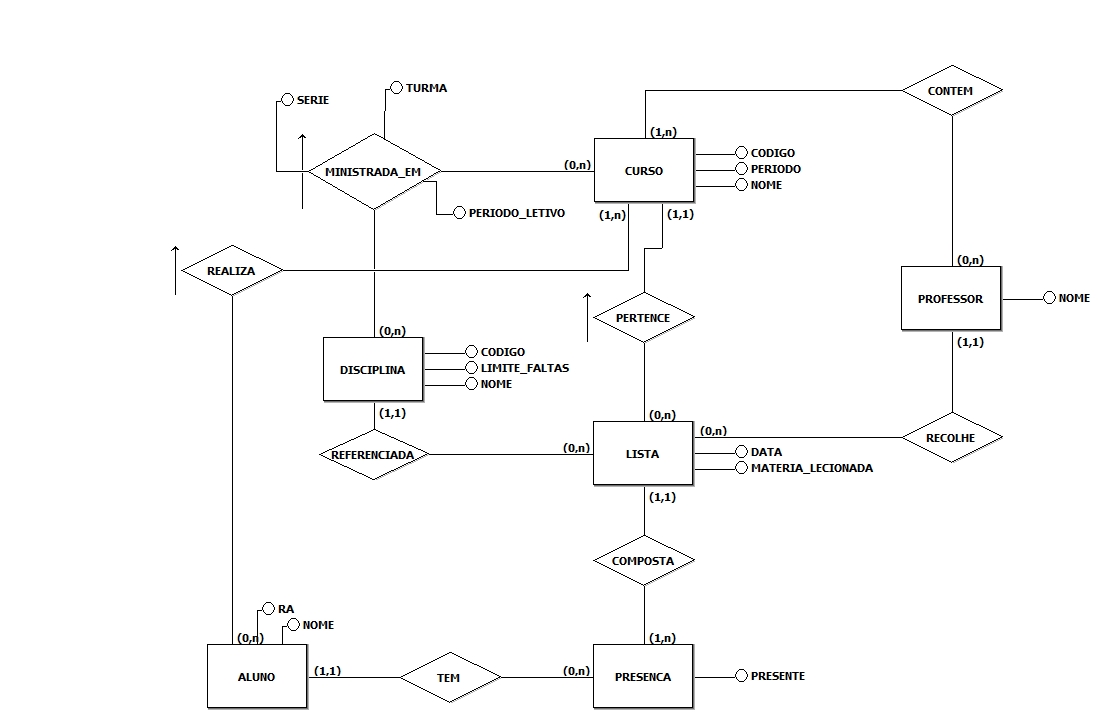 TURMA
CONTEM
SERIE
(1,n)
CODIGO
(0,n)
MINISTRADA_EM
CURSO
PERIODO
NOME
PERIODO_LETIVO
(1,n)
(1,1)
(0,n)
REALIZA
PROFESSOR
NOME
PERTENCE
(0,n)
(1,1)
CODIGO
DISCIPLINA
LIMITE_FALTAS
NOME
(1,1)
(0,n)
(0,n)
RECOLHE
(0,n)
REFERENCIADA
LISTA
DATA
MATERIA_LECIONADA
(1,1)
COMPOSTA
RA
NOME
(0,n)
(1,n)
(1,1)
(0,n)
ALUNO
TEM
PRESENCA
PRESENTE